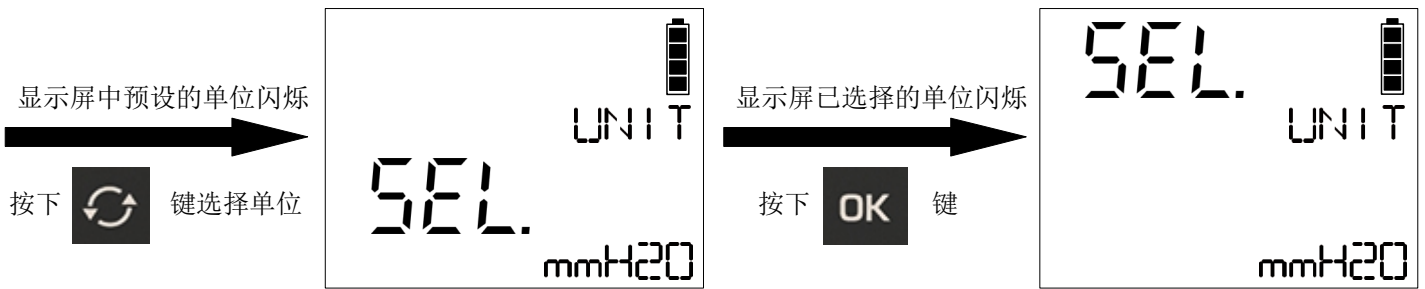 显示屏中预设的单位闪烁
按下 键选择单位
UNIT
SEL.
mmH2O
显示屏已选择的单位闪烁
按下 OK 键
SEL.
UNIT
mmH2O